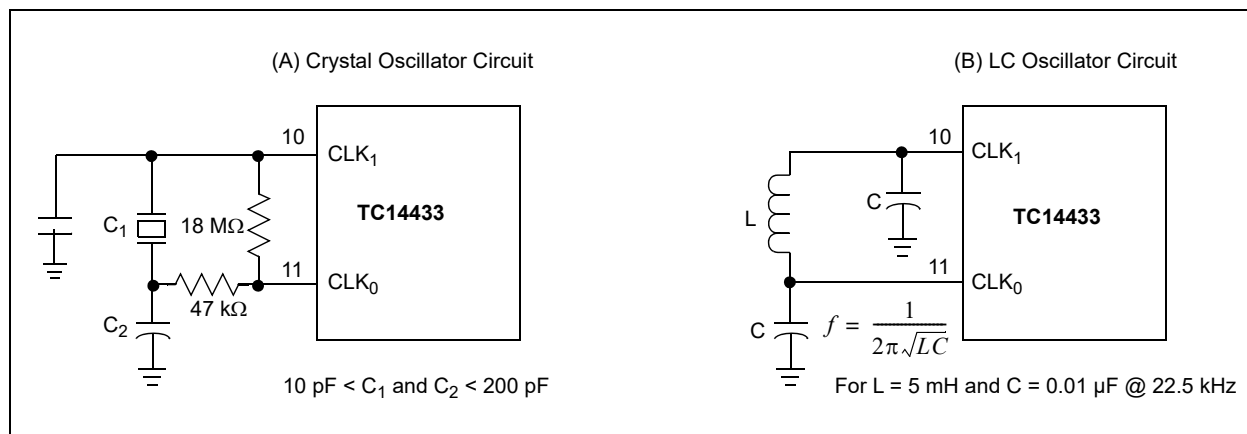 (A) Crystal Oscillator Circuit
10
CLK₁
C₁
18 MΩ
TC14433
11
CLK₀
47 kΩ
C₂
10 pF < C₁ and C₂ < 200 pF
(B) LC Oscillator Circuit
10
CLK₁
C
L
TC14433
11
CLK₀
C
f = 1 / 2π√LC
For L = 5 mH and C = 0.01 µF @ 22.5 kHz